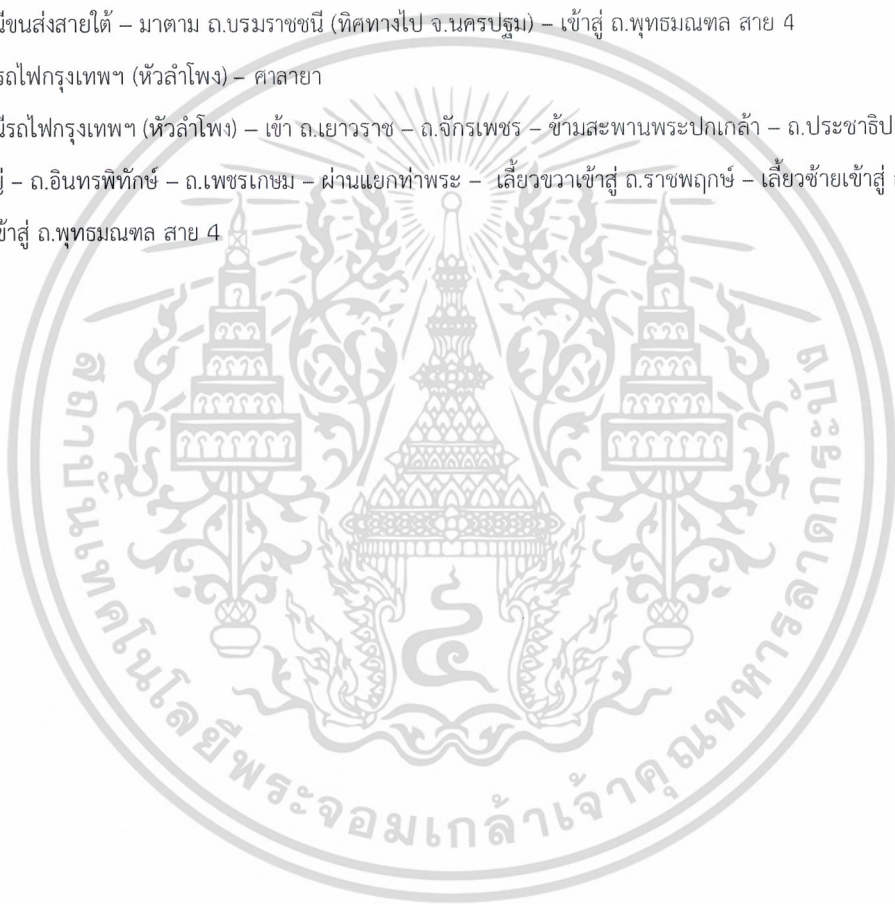 นีขนส่งสายใต้ – มาตาม ถ.บรมราชชนี (ทิศทางไป จ.นครปฐม) – เข้าสู่ ถ.พุทธมณฑล สาย 4
รถไฟกรุงเทพฯ (หัวลำโพง) – ศาลายา
นีรถไฟกรุงเทพฯ (หัวลำโพง) – เข้า ถ.เยาวราช – ถ.จักรเพชร – ข้ามสะพานพระปกเกล้า – ถ.ประชาธิป
ญ่ – ถ.อินทรพิทักษ์ – ถ.เพชรเกษม – ผ่านแยกท่าพระ – เลี้ยวขวาเข้าสู่ ถ.ราชพฤกษ์ – เลี้ยวซ้ายเข้าสู่
ข้าสู่ ถ.พุทธมณฑล สาย 4
สถาบันเทคโนโลยีพระจอมเกล้าเจ้าคุณทหารลาดกระบัง